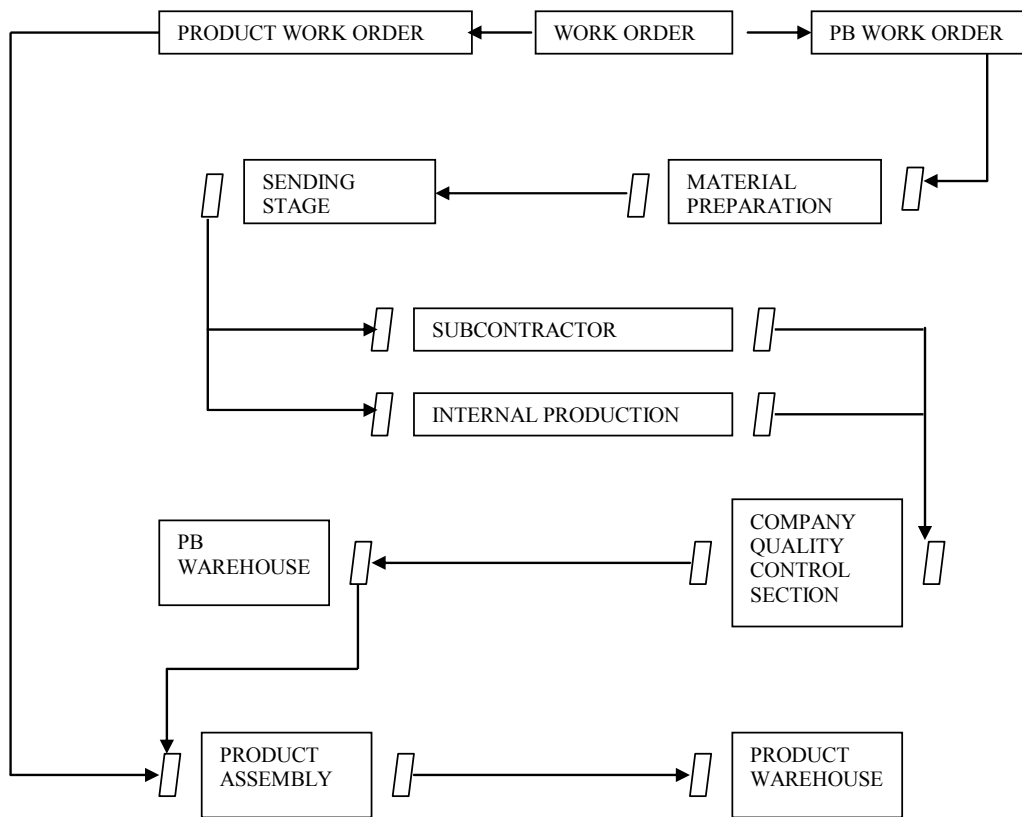 PRODUCT WORK ORDER
WORK ORDER
PB WORK ORDER
SENDING
STAGE
MATERIAL
PREPARATION
SUBCONTRACTOR
INTERNAL PRODUCTION
PB
WAREHOUSE
COMPANY
QUALITY
CONTROL
SECTION
PRODUCT
ASSEMBLY
PRODUCT
WAREHOUSE